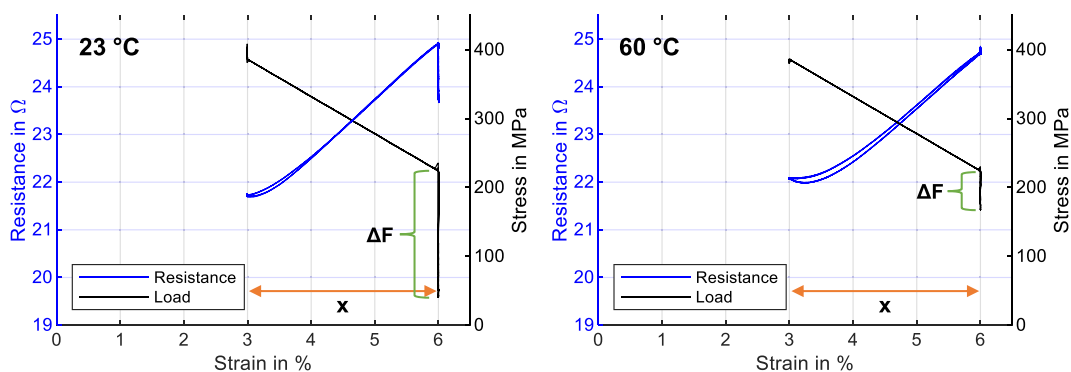 23 °C
25
24
23
22
21
20
19
Resistance in Ω
400
300
200
100
0
Stress in MPa
ΔF
Resistance
Load
x
0 1 2 3 4 5 6
Strain in %
60 °C
25
24
23
22
21
20
19
Resistance in Ω
400
300
200
100
0
Stress in MPa
ΔF
Resistance
Load
x
0 1 2 3 4 5 6
Strain in %